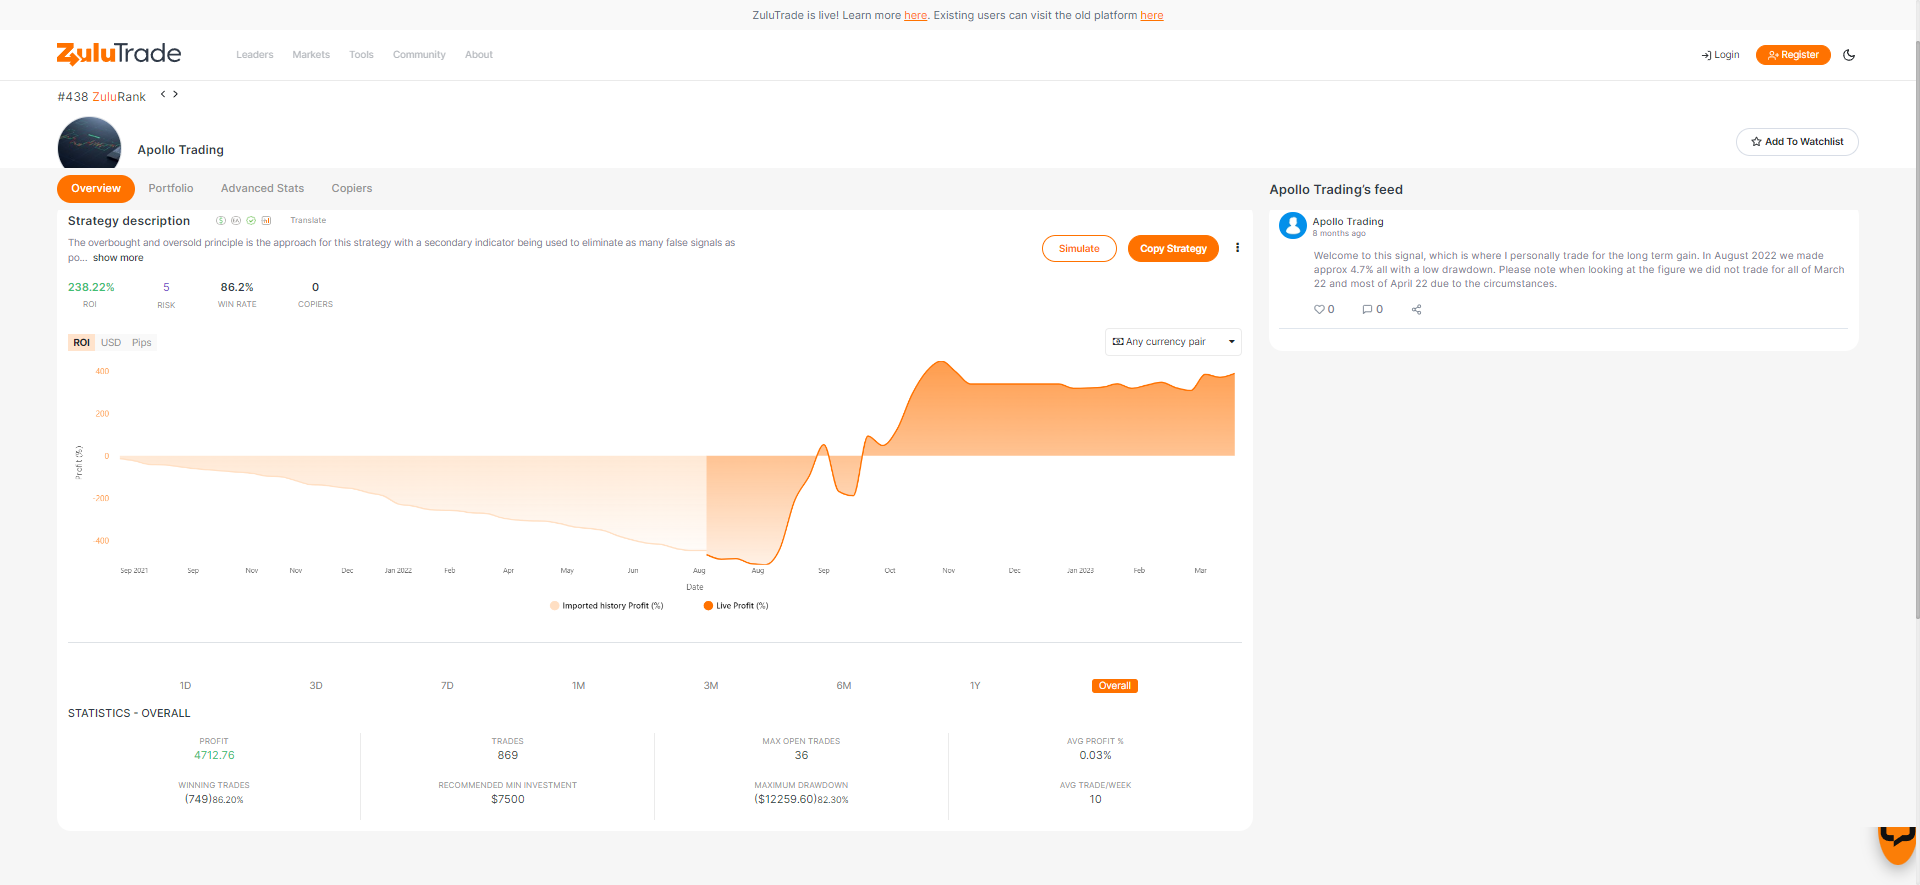 ZuluTrade is live! Learn more here. Existing users can visit the old platform here
ZuluTrade
Leaders
Markets
Tools
Community
About
Login
Register
#438 ZuluRank
Apollo Trading
Add To Watchlist
Overview
Portfolio
Advanced Stats
Copiers
Strategy description
Translate
The overbought and oversold principle is the approach for this strategy with a secondary indicator being used to eliminate as many false signals as
po... show more
Simulate
Copy Strategy
238.22%
5
86.2%
0
ROI
RISK
WIN RATE
COPIERS
ROI
USD
Pips
Any currency pair
400
200
0
-200
-400
Profit (%)
Sep 2021
Sep
Nov
Nov
Dec
Jan 2022
Feb
Apr
May
Jun
Aug
Aug
Sep
Oct
Nov
Dec
Jan 2023
Feb
Mar
Date
Imported history Profit (%)
Live Profit (%)
1D
3D
7D
1M
3M
6M
1Y
Overall
STATISTICS - OVERALL
PROFIT
4712.76
TRADES
869
MAX OPEN TRADES
36
AVG PROFIT %
0.03%
WINNING TRADES
(749)86.20%
RECOMMENDED MIN INVESTMENT
$7500
MAXIMUM DRAWDOWN
($12259.60)82.30%
AVG TRADE/WEEK
10
Apollo Trading's feed
Apollo Trading
8 months ago
Welcome to this signal, which is where I personally trade for the long term gain. In August 2022 we made
approx 4.7% all with a low drawdown. Please note when looking at the figure we did not trade for all of March
22 and most of April 22 due to the circumstances.
0
0